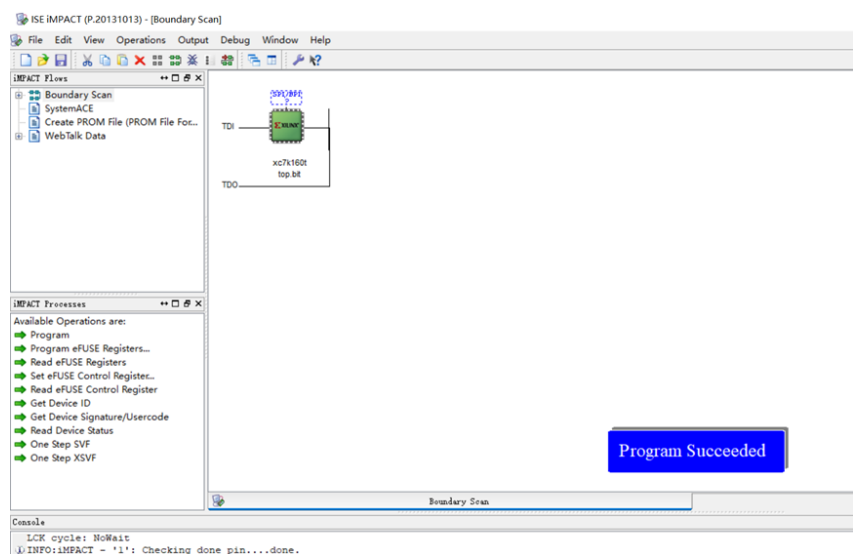 ISE iMPACT (P.20131013) - [Boundary Scan]
File Edit View Operations Output Debug Window Help
iMPACT Flows
Boundary Scan
SystemACE
Create PROM File (PROM File For...
WebTalk Data
SPI/BPI
?
TDI
XILINX
xc7k160t
top.bit
TDO
iMPACT Processes
Available Operations are:
Program
Program eFUSE Registers...
Read eFUSE Registers
Set eFUSE Control Register...
Read eFUSE Control Register
Get Device ID
Get Device Signature/Usercode
Read Device Status
One Step SVF
One Step XSVF
Program Succeeded
Boundary Scan
Console
LCK cycle: NoWait
INFO:iMPACT - '1': Checking done pin....done.